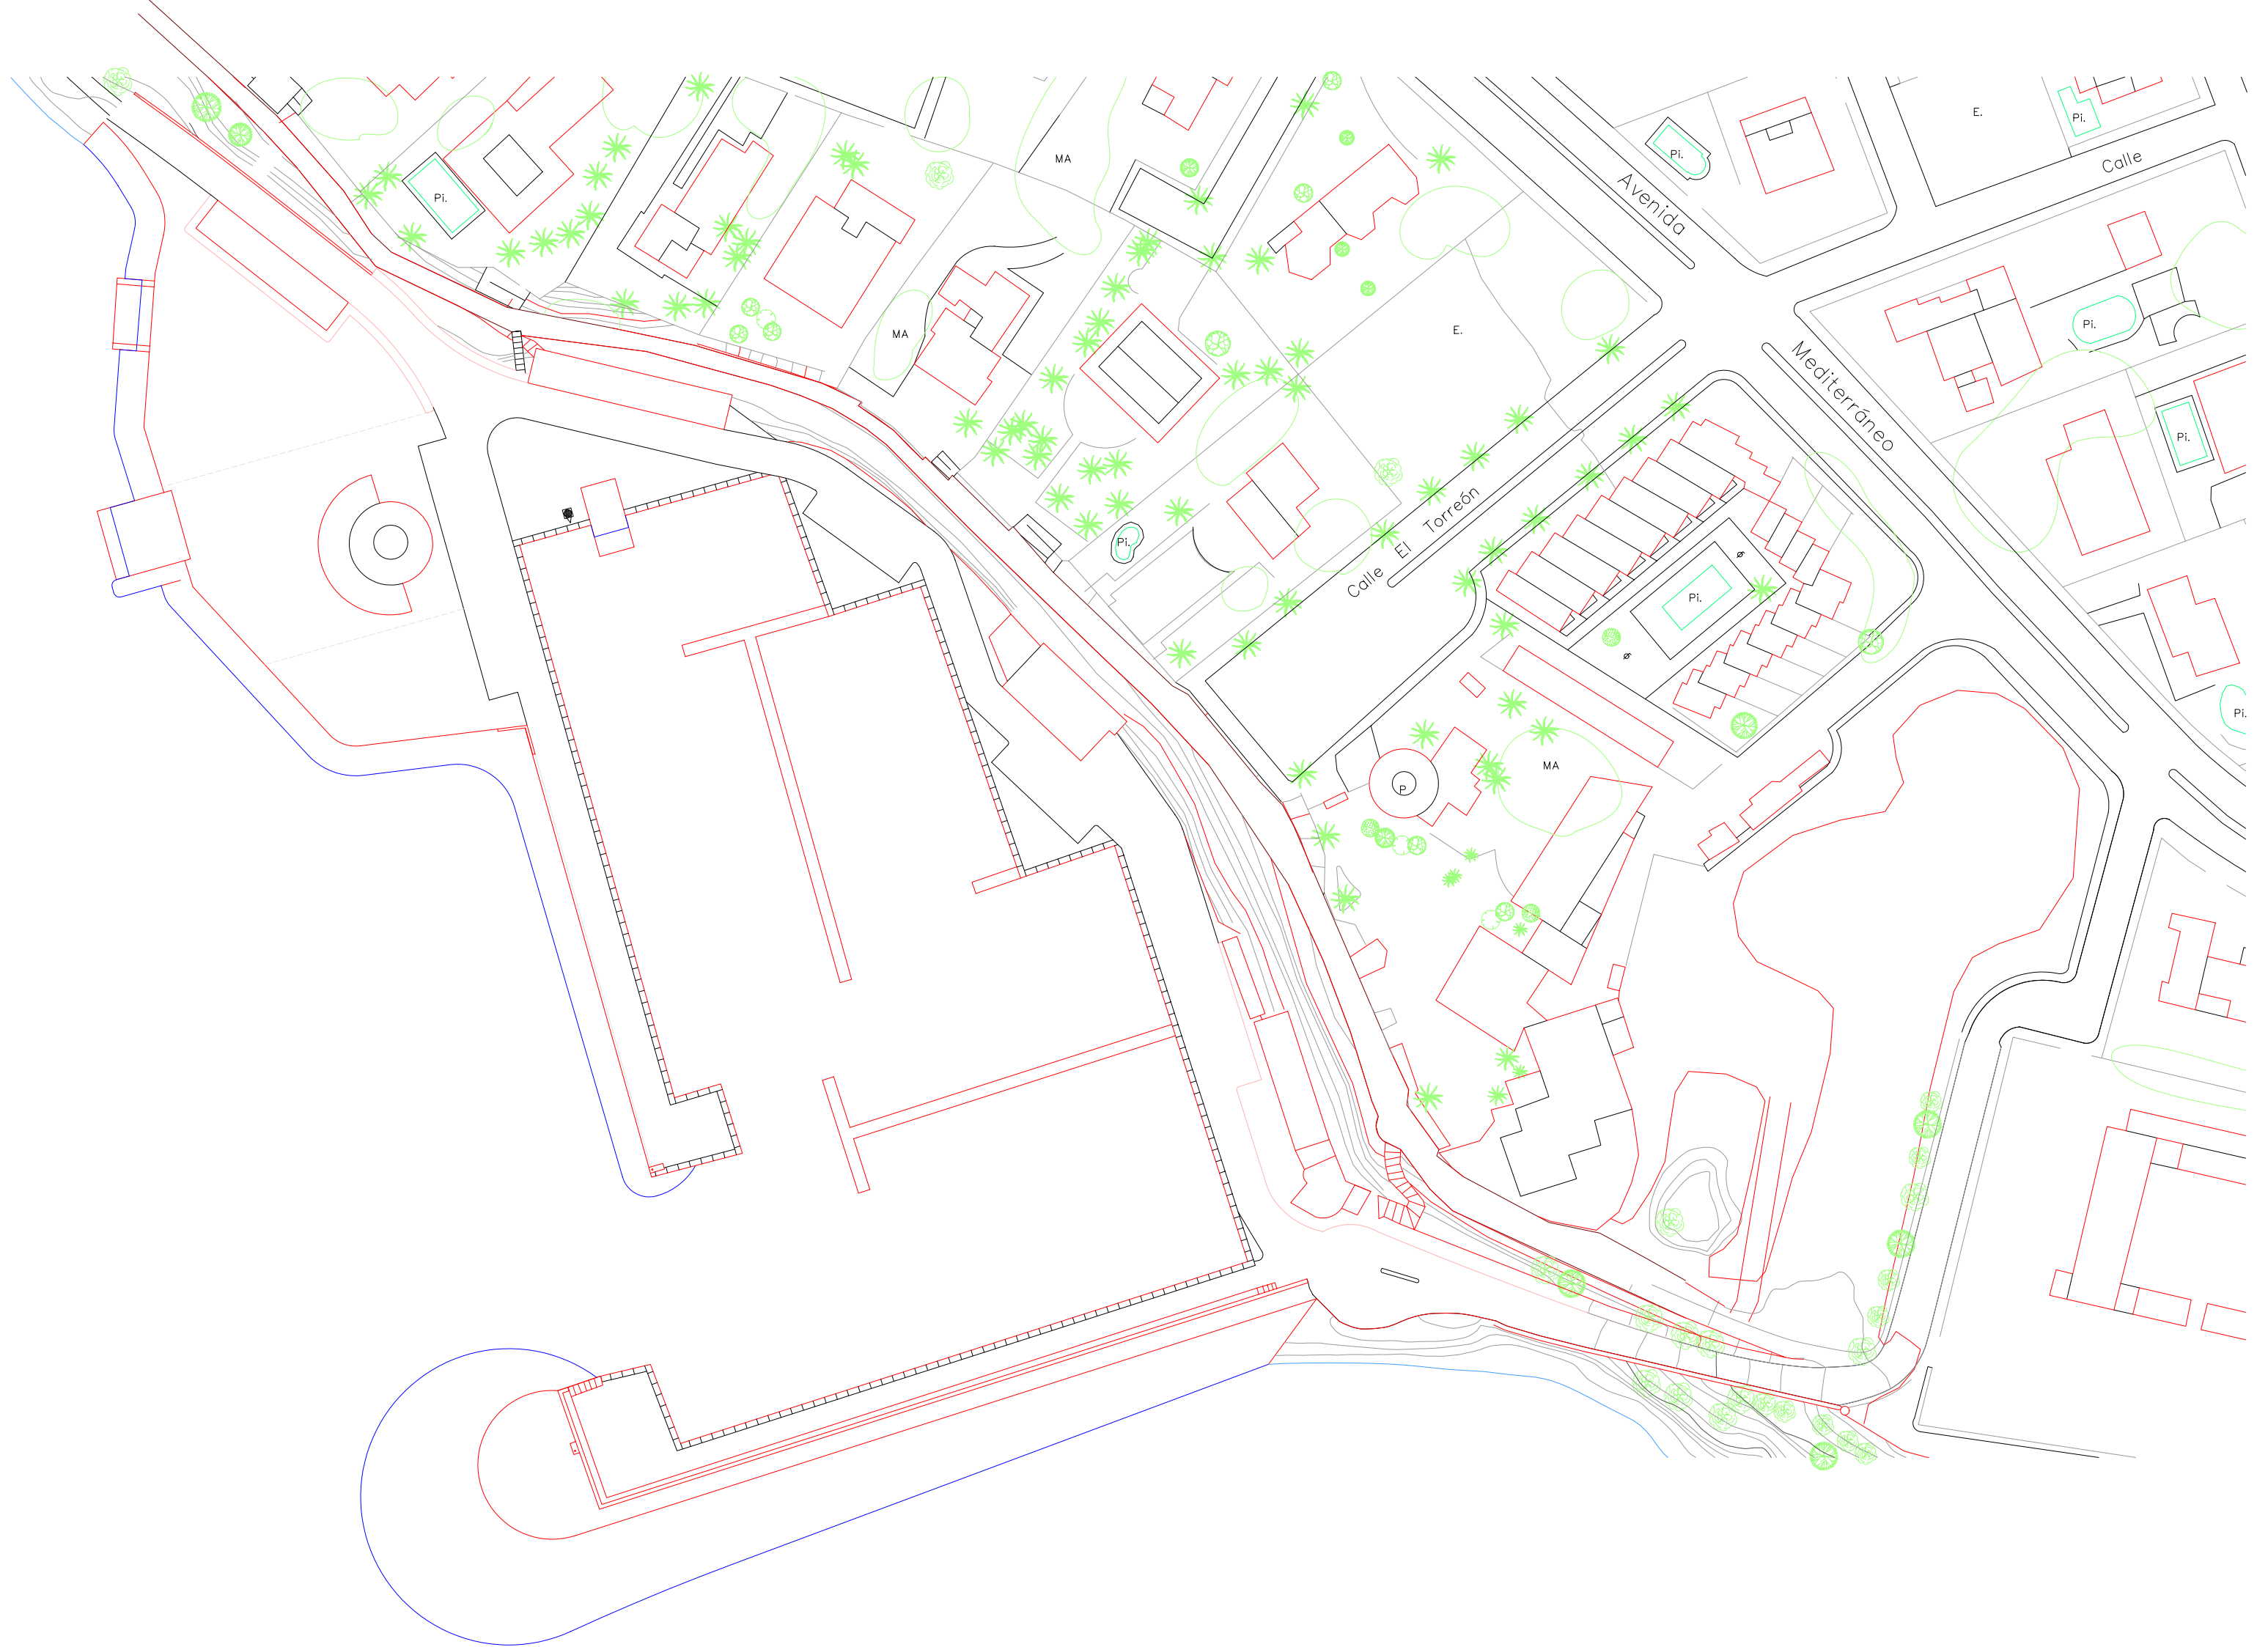 E.
Pi.
Calle
Pi.
MA
Pi.
Avenida
Pi.
E.
MA
Mediterráneo
Pi.
Calle El Torreón
Pi.
Pi.
Pi.
MA
P